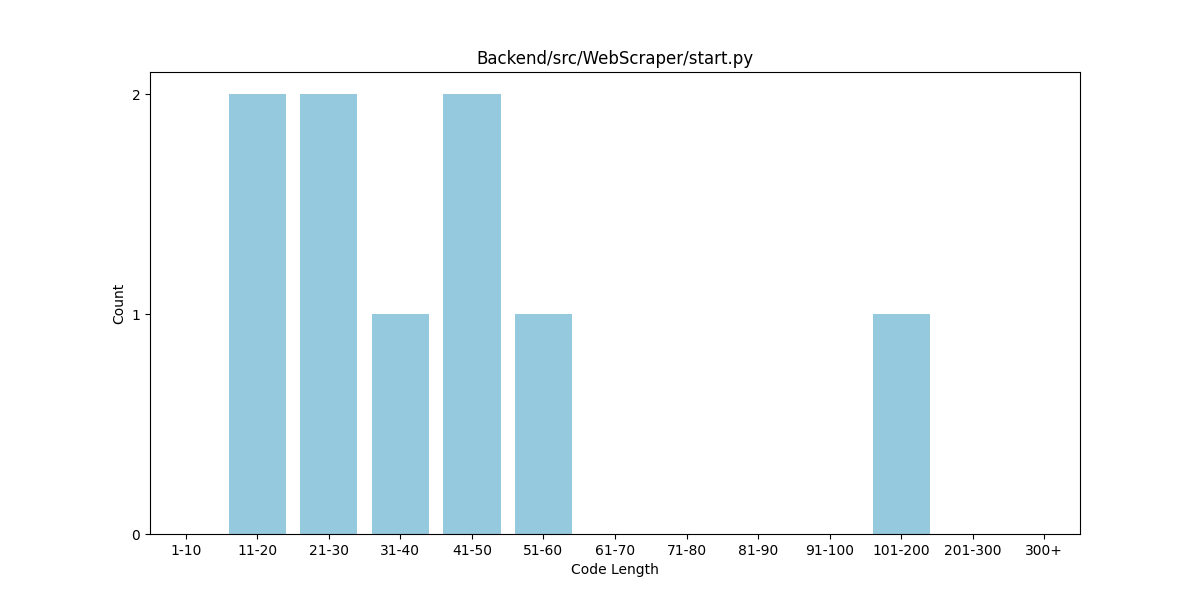 Backend/src/WebScraper/start.py
2
1
0
Count
1-10 11-20 21-30 31-40 41-50 51-60 61-70 71-80 81-90 91-100 101-200 201-300 300+
Code Length